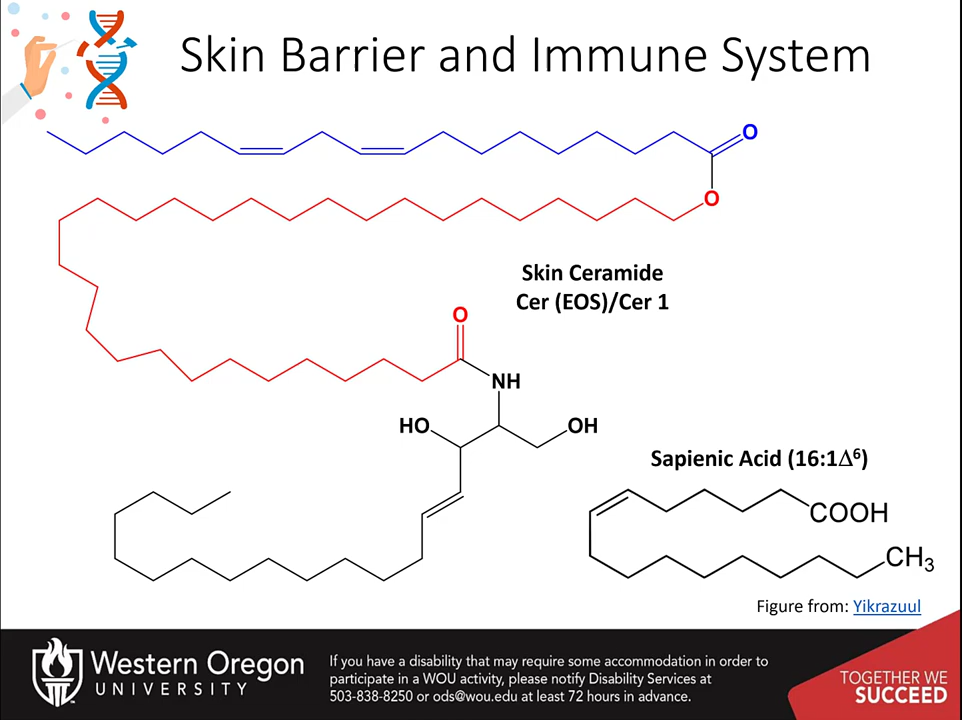 Skin Barrier and Immune System
O
O
Skin Ceramide
Cer (EOS)/Cer 1
O
NH
HO
OH
Sapienic Acid (16:1Δ⁶)
COOH
CH₃
Figure from: Yikrazuul
Western Oregon
UNIVERSITY
If you have a disability that may require some accommodation in order to
participate in a WOU activity, please notify Disability Services at
503-838-8250 or ods@wou.edu at least 72 hours in advance.
TOGETHER WE
SUCCEED